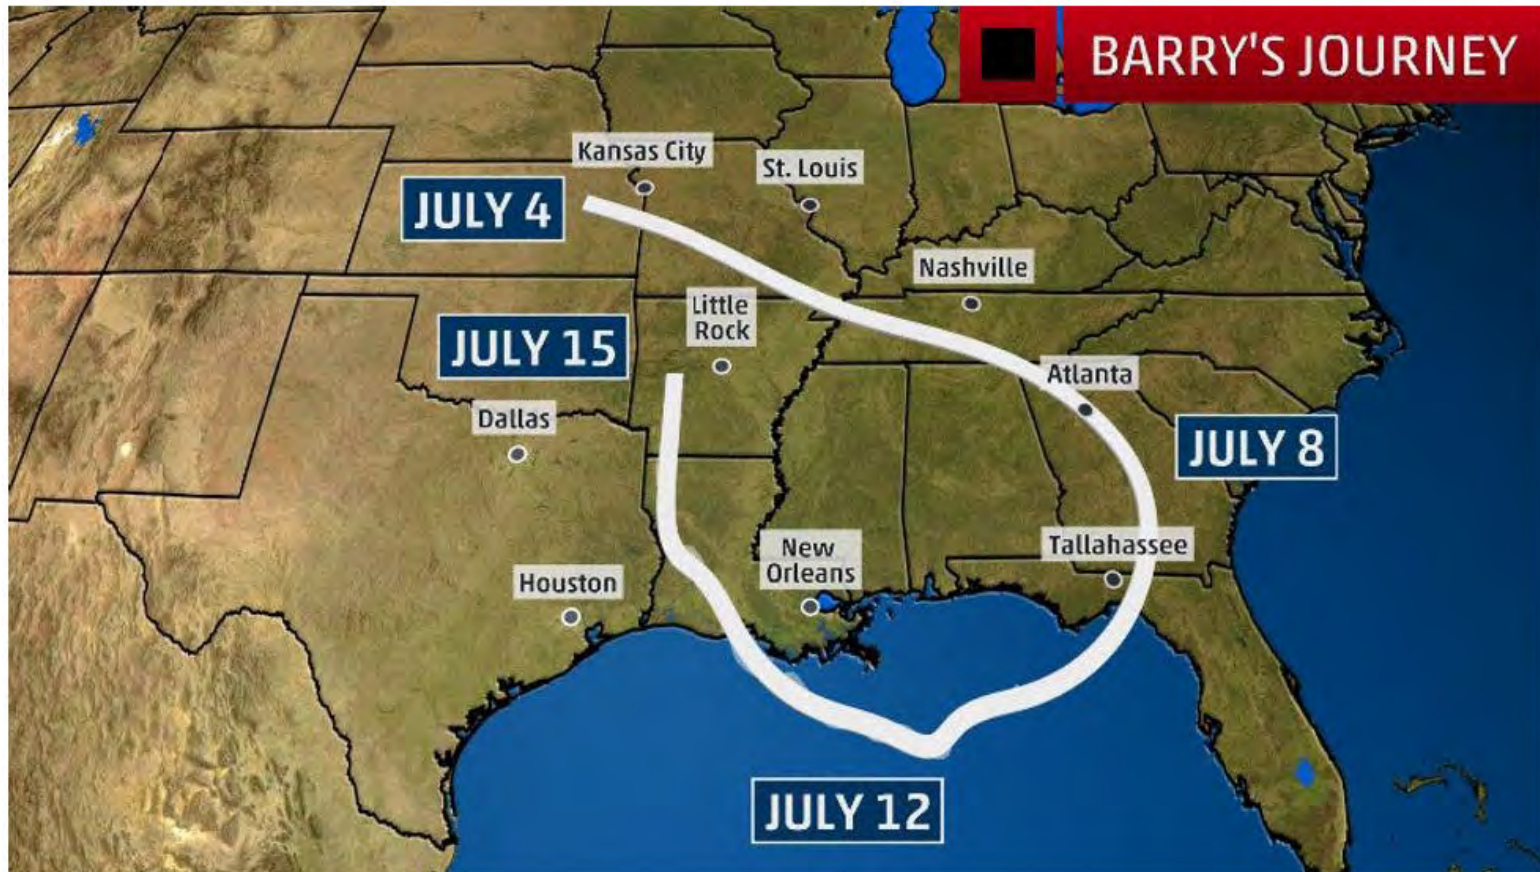 BARRY'S JOURNEY
Kansas City
St. Louis
JULY 4
Nashville
Little
Rock
JULY 15
Atlanta
Dallas
JULY 8
New
Orleans
Tallahassee
Houston
JULY 12